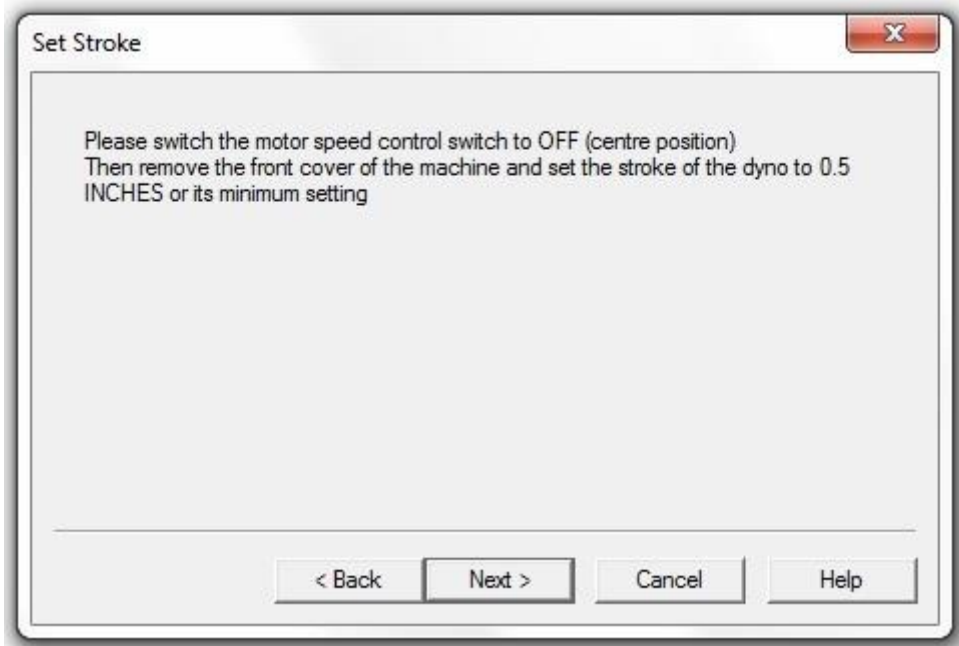 Set Stroke
Please switch the motor speed control switch to OFF (centre position)
Then remove the front cover of the machine and set the stroke of the dyno to 0.5
INCHES or its minimum setting
< Back Next > Cancel Help